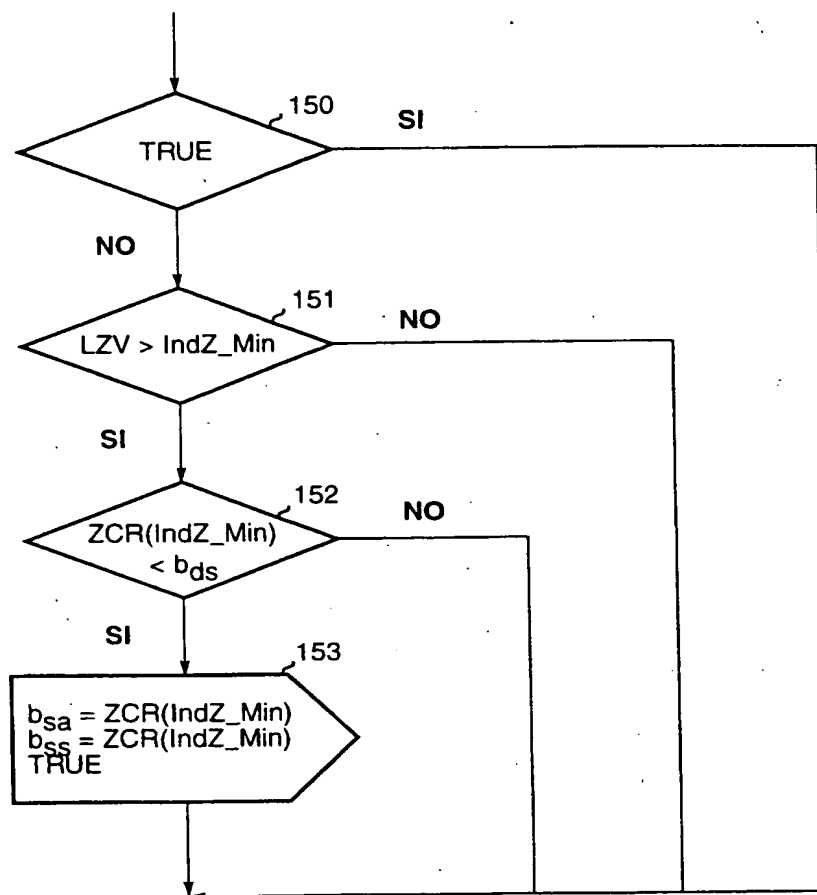 150
SI
TRUE
NO
151
NO
LZV > IndZ_Min
SI
152
NO
ZCR(IndZ_Min)
< bds
SI
153
bsa = ZCR(IndZ_Min)
bss = ZCR(IndZ_Min)
TRUE